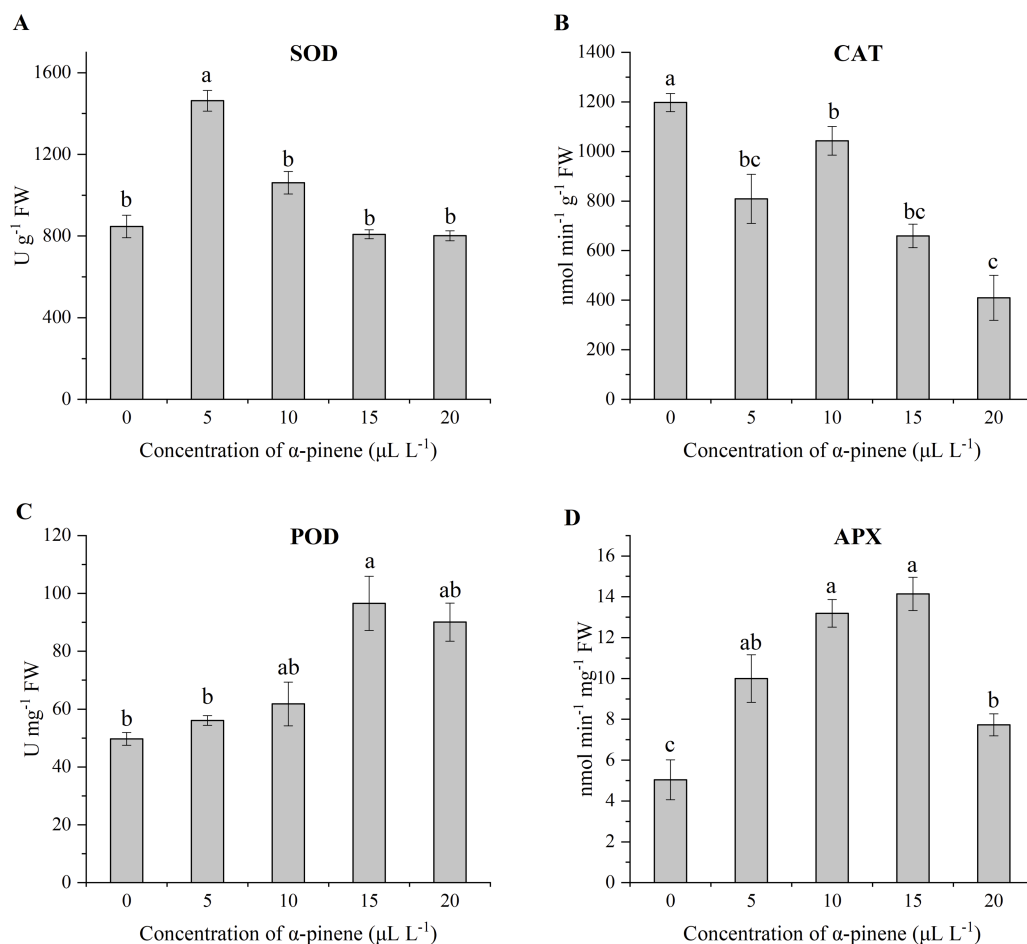 A
SOD
U g⁻¹ FW
1600
1200
800
400
0
b
a
b
b
b
0 5 10 15 20
Concentration of α-pinene (μL L⁻¹)
B
CAT
nmol min⁻¹ g⁻¹ FW
1400
1200
1000
800
600
400
200
0
a
bc
b
bc
c
0 5 10 15 20
Concentration of α-pinene (μL L⁻¹)
C
POD
U mg⁻¹ FW
120
100
80
60
40
20
0
b
b
ab
a
ab
0 5 10 15 20
Concentration of α-pinene (μL L⁻¹)
D
APX
nmol min⁻¹ mg⁻¹ FW
16
14
12
10
8
6
4
2
0
c
ab
a
a
b
0 5 10 15 20
Concentration of α-pinene (μL L⁻¹)